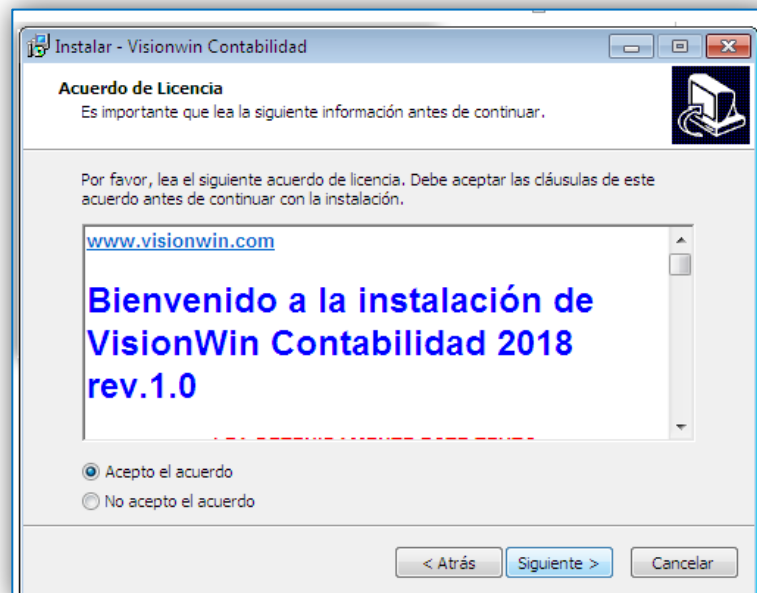 Instalar - Visionwin Contabilidad
Acuerdo de Licencia
Es importante que lea la siguiente información antes de continuar.
Por favor, lea el siguiente acuerdo de licencia. Debe aceptar las cláusulas de este
acuerdo antes de continuar con la instalación.
www.visionwin.com
Bienvenido a la instalación de
VisionWin Contabilidad 2018
rev.1.0
Acepto el acuerdo
No acepto el acuerdo
< Atrás
Siguiente >
Cancelar